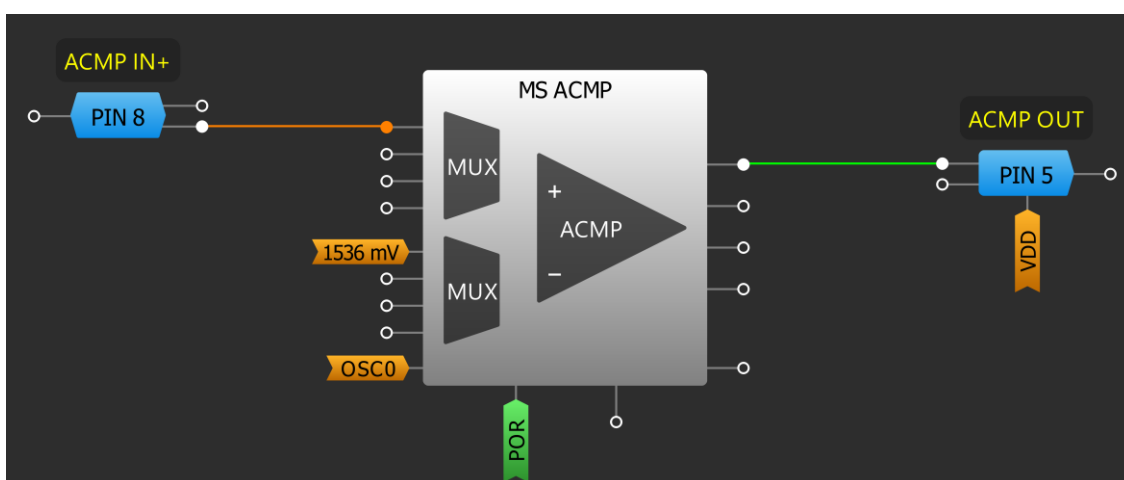 ACMP IN+
PIN 8
MS ACMP
MUX
+
ACMP
−
1536 mV
MUX
OSC0
POR
ACMP OUT
PIN 5
VDD